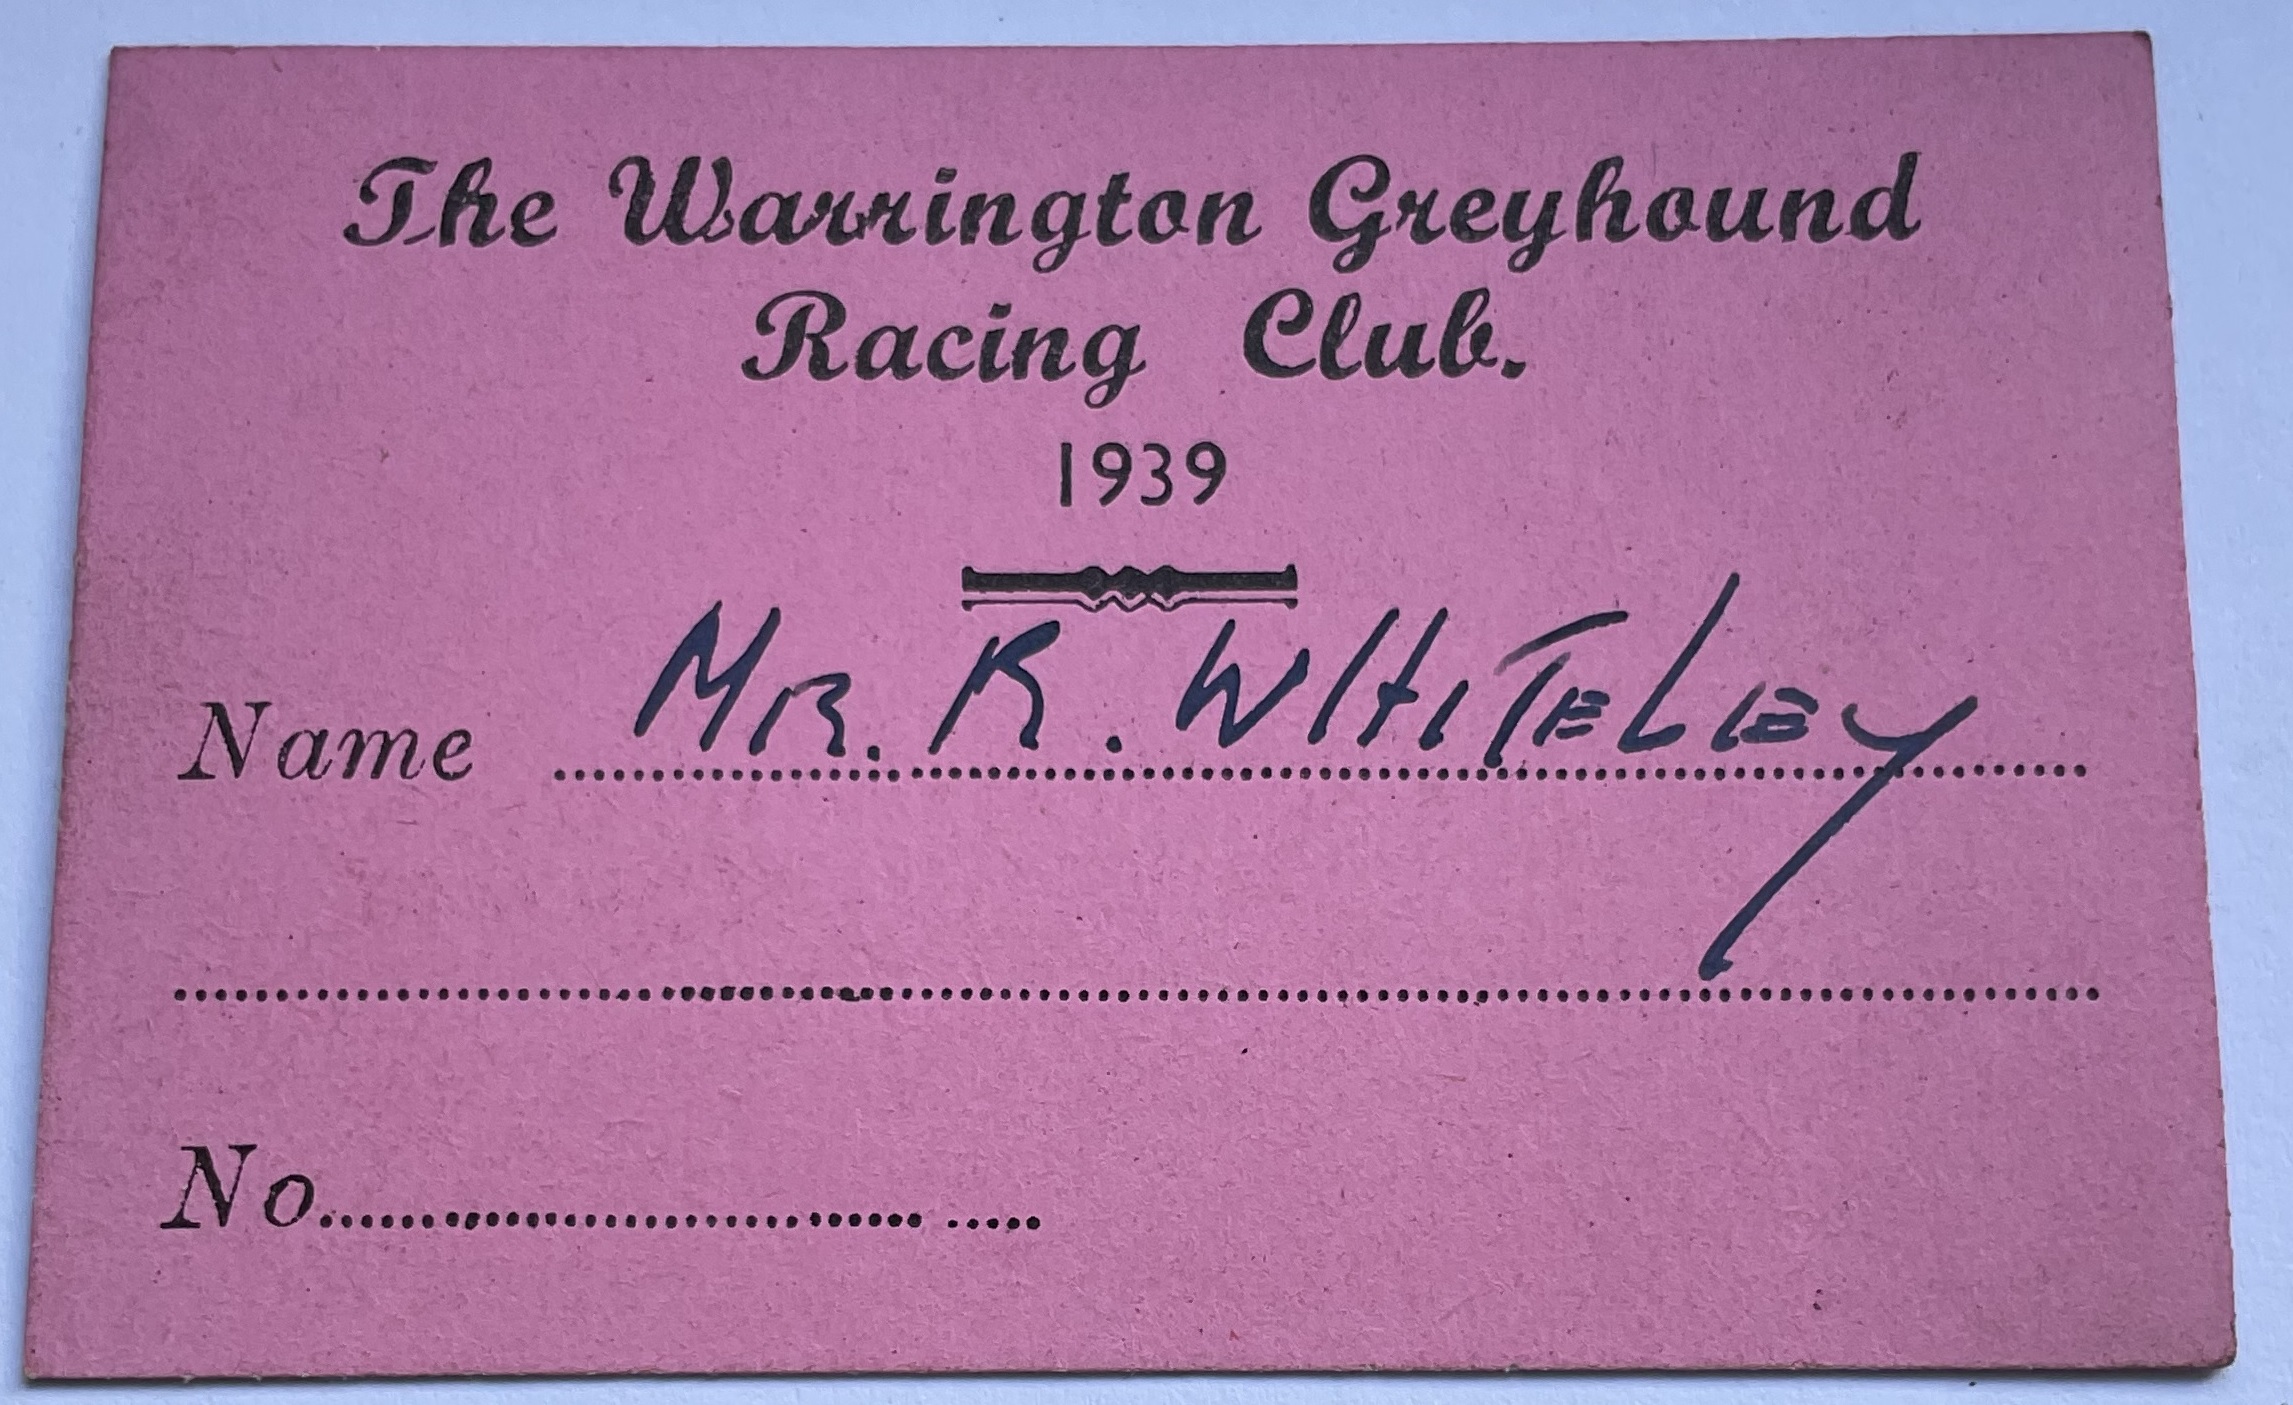 The Warrington Greyhound
Racing Club.
1939
Name MR. R. WHITELEY
No.